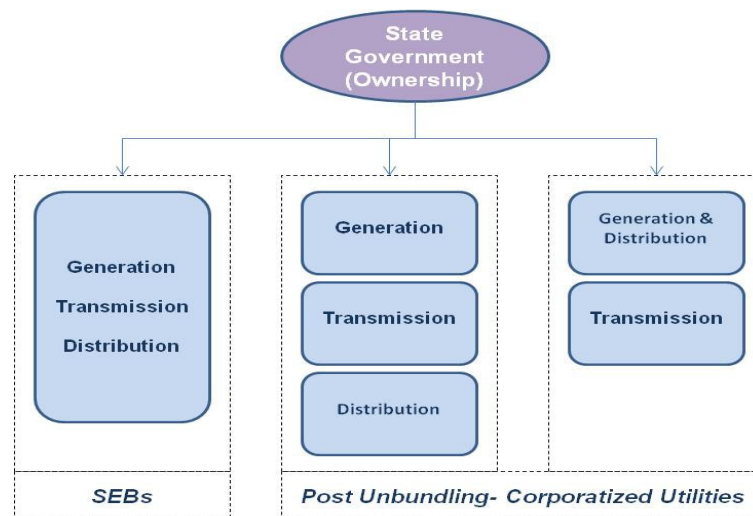 State
Government
(Ownership)
Generation
Transmission
Distribution
Generation
Transmission
Distribution
Generation &
Distribution
Transmission
SEBs
Post Unbundling- Corporatized Utilities